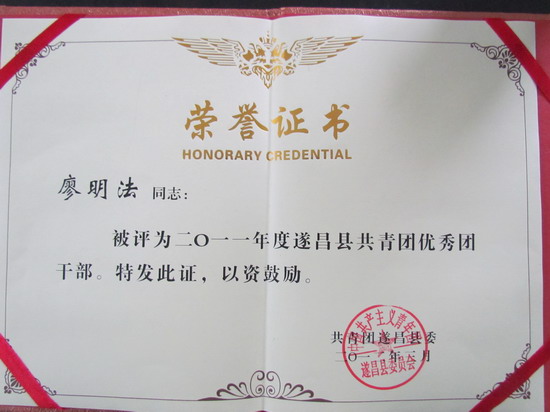 荣誉证书
HONORARY CREDENTIAL
廖明法 同志：
被评为二〇一一年度遂昌县共青团优秀团
干部。特发此证，以资鼓励。
共青团遂昌县委
遂昌县委员会